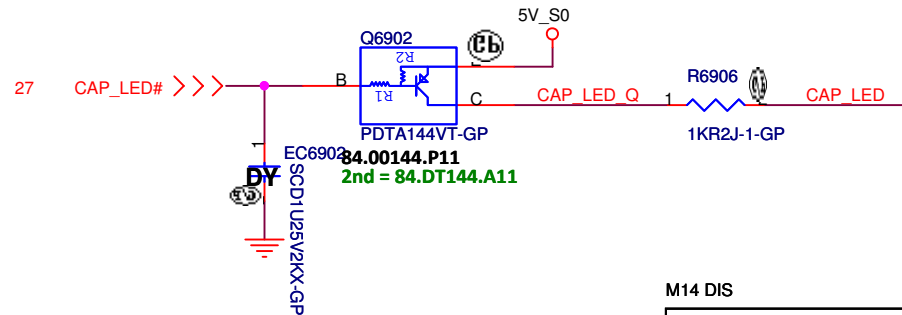 5V_S0
Q6902
R2
B
R1
C
27 CAP_LED#
CAP_LED_Q
R6906
1
CAP_LED
1KR2J-1-GP
PDTA144VT-GP
1
EC6902
84.00144.P11
2nd = 84.DT144.A11
DY
SCD1U25V2KX-GP
M14 DIS